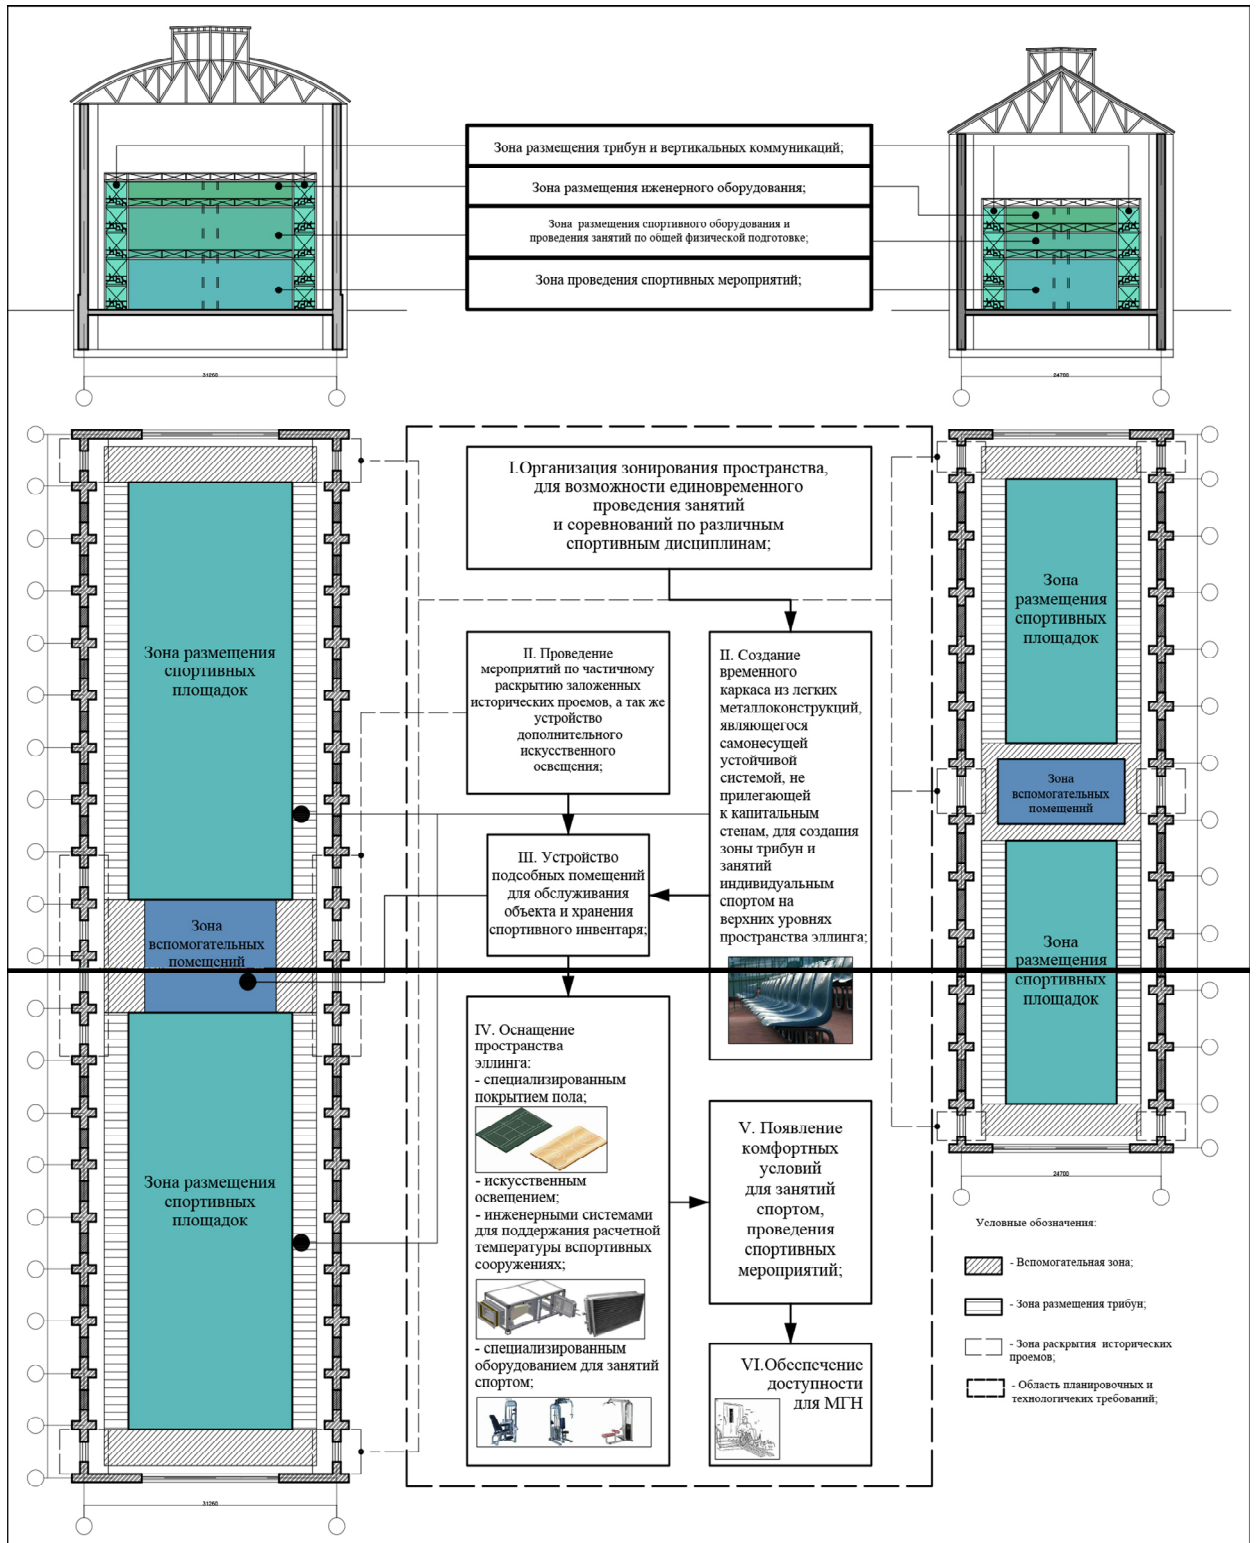 Зона размещения трибун и вертикальных коммуникаций;
Зона размещения иженерного оборудования;
Зона размещения спортивного оборудования и
проведения занятий по общей физической подготовке;
Зона проведения спортивных мероприятий;
31260
24700
I.Организация зонирования пространства,
для возможности единовременного
проведения занятий
и соревнований по различным
спортивным дисциплинам;
Зона размещения
спортивных
площадок
II. Проведение
мероприятий по частичному
раскрытию заложенных
исторических проемов, а так же
устройство
дополнительного
искусственного
освещения;
II. Создание
временного
каркаса из легких
металлоконструкций,
являющегося
самонесущей
устойчивой
системой, не
прилегающей
к капитальным
стенам, для создания
зоны трибун и
занятий
индивидуальным
спортом на
верхних уровнях
пространства эллинга;
Зона
размещения
спортивных
площадок
Зона
вспомогательных
помещений
III. Устройство
подсобных помещений
для обслуживания
объекта и хранения
спортивного инвентаря;
Зона
вспомогательных
помещений
Зона
размещения
спортивных
площадок
IV. Оснащение
пространства
эллинга:
- специализированным
покрытием пола;
- искусственным
освещением;
- инженерными системами
для поддержания расчетной
температуры вспортивных
сооружениях;
- специализированным
оборудованием для занятий
спортом;
V. Появление
комфортных
условий
для занятий
спортом,
проведения
спортивных
мероприятий;
VI.Обеспечение
доступности
для МГН
Зона размещения
спортивных
площадок
24700
Условные обозначения:
- Вспомогательная зона;
- Зона размещения трибун;
- Зона раскрытия исторических
проемов;
- Область планировочных и
технологичеких требований;
31260